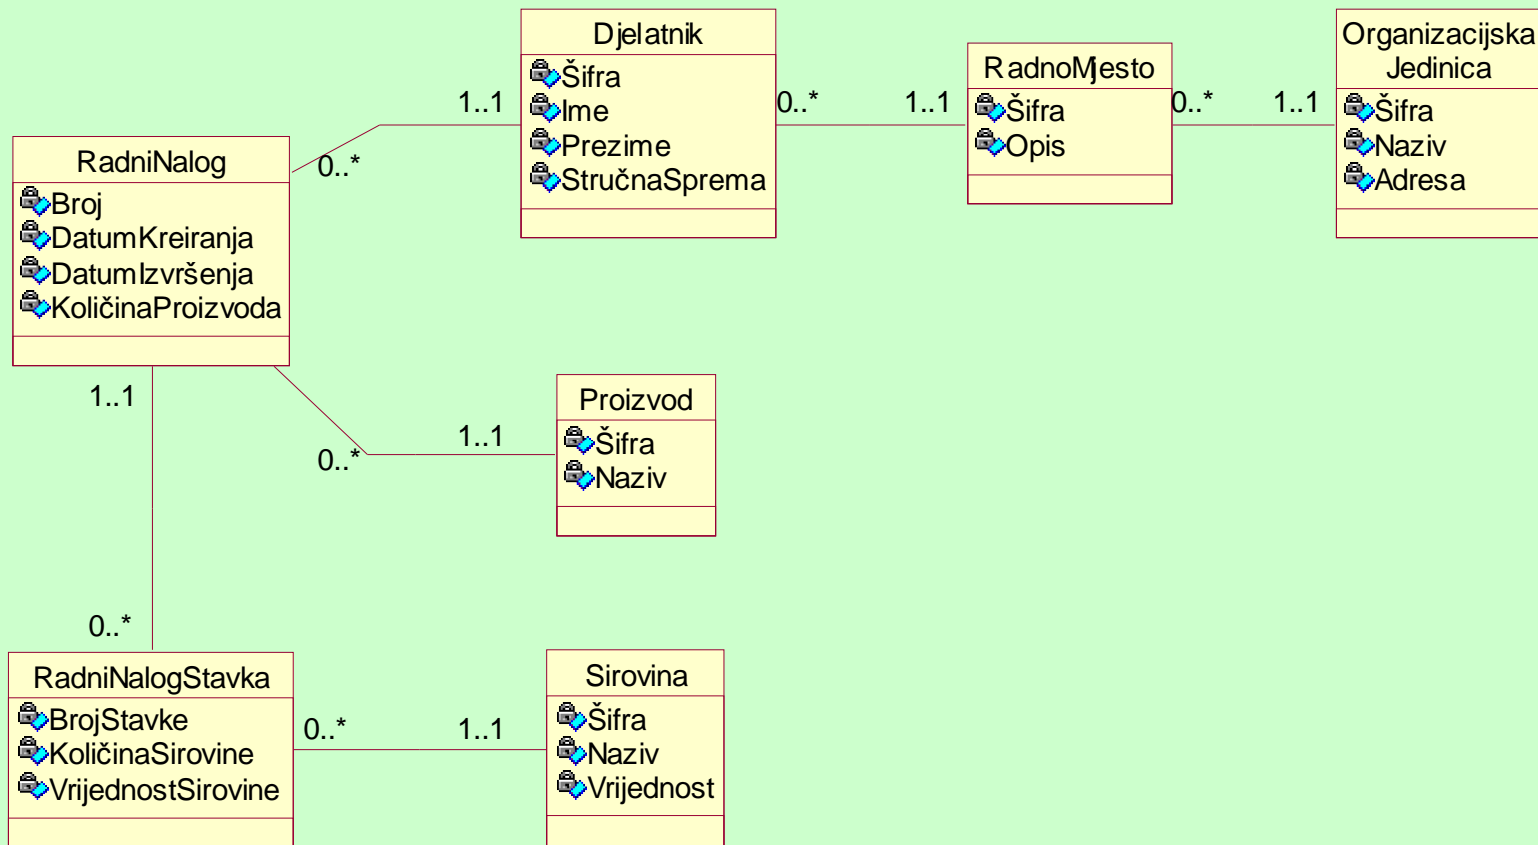 Djelatnik
Šifra
Ime
Prezime
StručnaSprema
RadnoMjesto
Šifra
Opis
Organizacijska
Jedinica
Šifra
Naziv
Adresa
1..1
0..*
1..1
0..*
1..1
0..*
RadniNalog
Broj
DatumKreiranja
DatumIzvršenja
KoličinaProizvoda
1..1
0..*
1..1
Proizvod
Šifra
Naziv
0..*
RadniNalogStavka
BrojStavke
KoličinaSirovine
VrijednostSirovine
0..*
1..1
Sirovina
Šifra
Naziv
Vrijednost